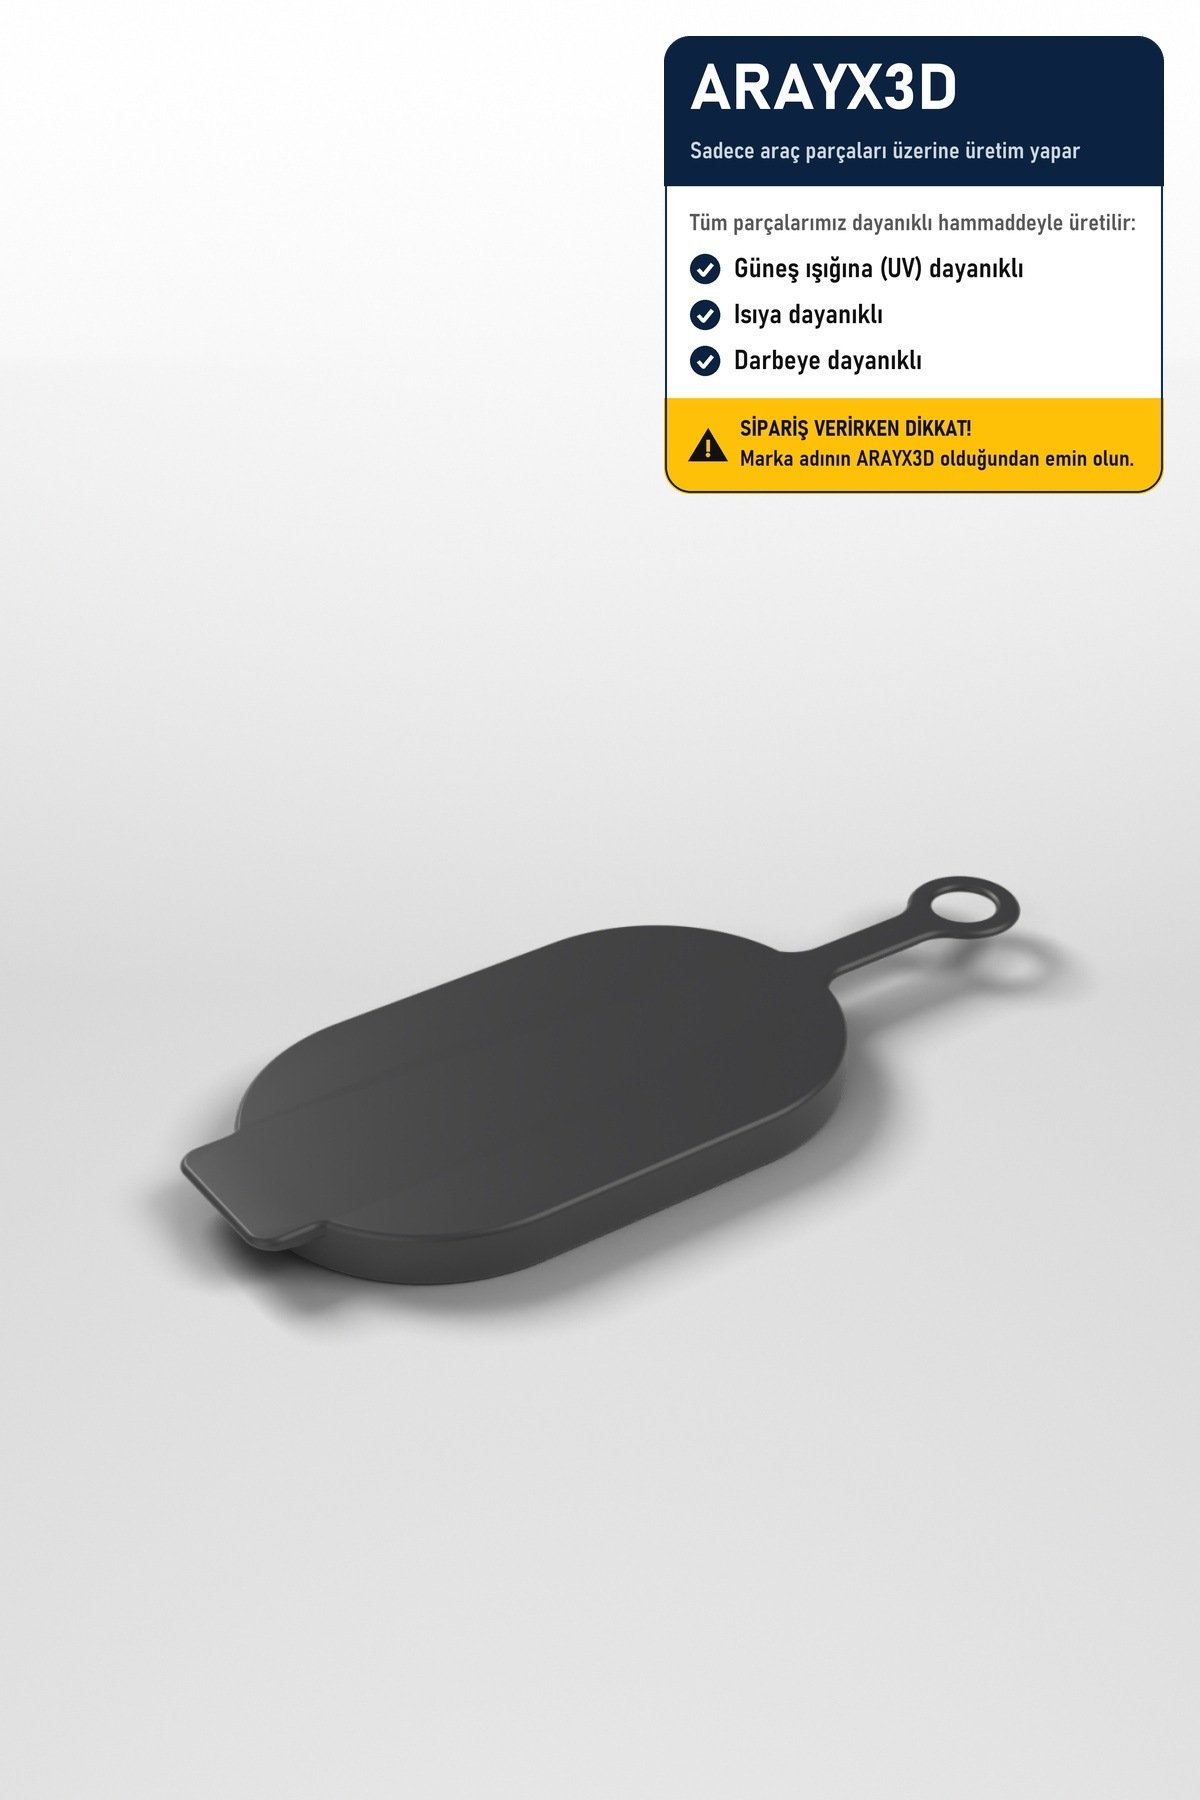 ARAYX3D
Sadece araç parçaları üzerine üretim yapar
Tüm parçalarımız dayanıklı hammaddeyle üretilir:
Güneş ışığına (UV) dayanıklı
Isıya dayanıklı
Darbeye dayanıklı
SİPARİŞ VERİRKEN DİKKAT!
Marka adının ARAYX3D olduğundan emin olun.